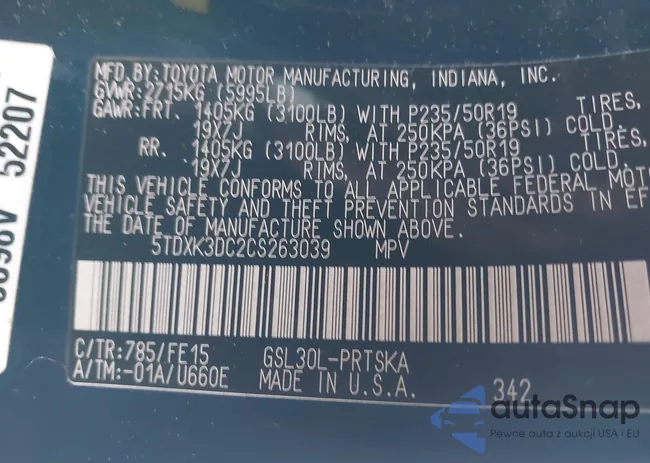 MFD. BY: TOYOTA MOTOR MANUFACTURING, INDIANA, INC.
GVWR: 2715KG (5995LB)
GAWR: FRT. 1405KG (3100LB) WITH P235/50R19 TIRES,
19X7J RIMS, AT 250KPA (36PSI) COLD.
RR. 1405KG (3100LB) WITH P235/50R19 TIRES,
19X7J RIMS, AT 250KPA (36PSI) COLD.
THIS VEHICLE CONFORMS TO ALL APPLICABLE FEDERAL MOT
VEHICLE SAFETY AND THEFT PREVENTION STANDARDS IN EF
THE DATE OF MANUFACTURE SHOWN ABOVE.
5TDXK3DC2CS263039 MPV
C/TR: 785/FE15 GSL30L-PRTSKA
A/TM: -01A/U660E MADE IN U.S.A. 342
52207
autaSnap
Pewne auta z aukcji USA i EU